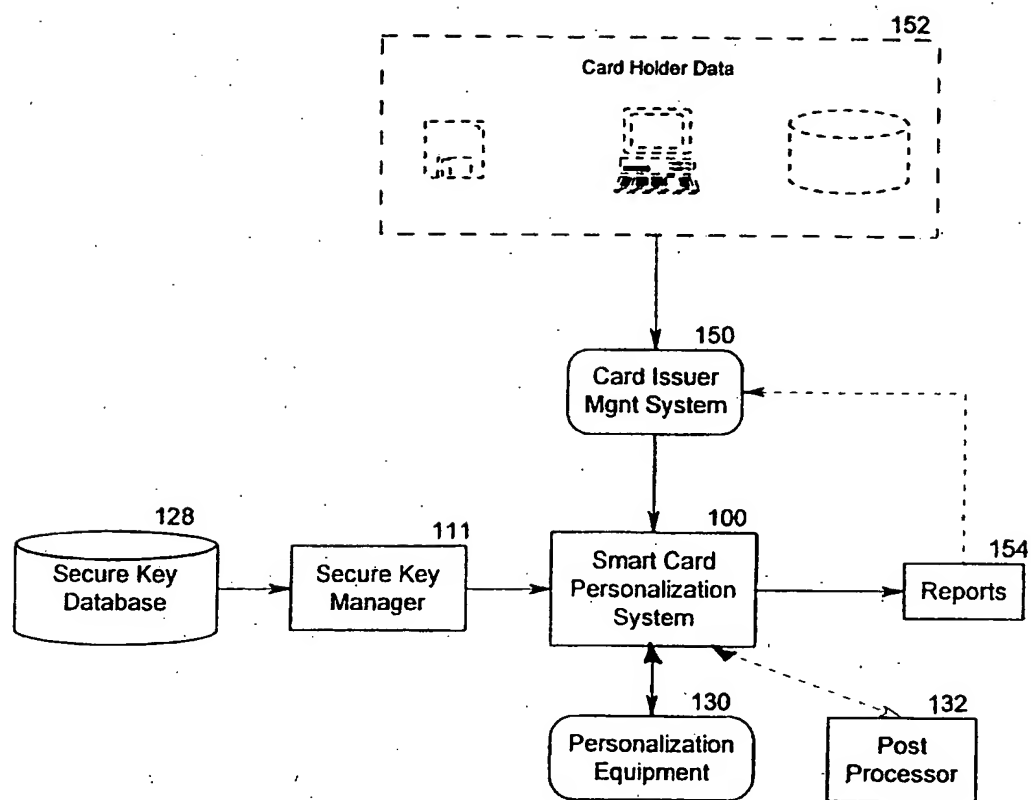 152
Card Holder Data
150
Card Issuer
Mgnt System
128
Secure Key
Database
111
Secure Key
Manager
100
Smart Card
Personalization
System
154
Reports
130
Personalization
Equipment
132
Post
Processor